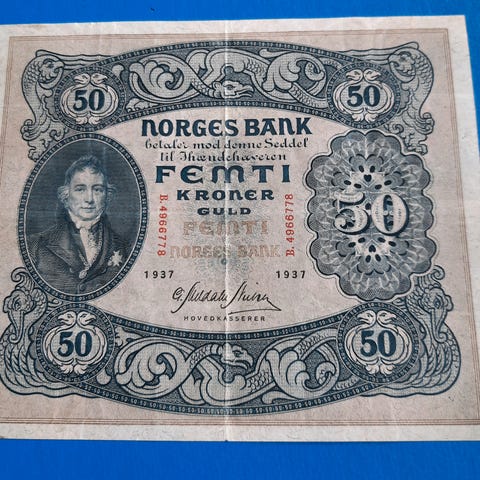 50
50
NORGES BANK
betaler mod denne Seddel
til Ihændehaveren
FEMTI
KRONER
GULD
FEMTI
NORGES BANK
B. 4966778
B. 4966778
50
1937
1937
HOVEDKASSERER
50
50